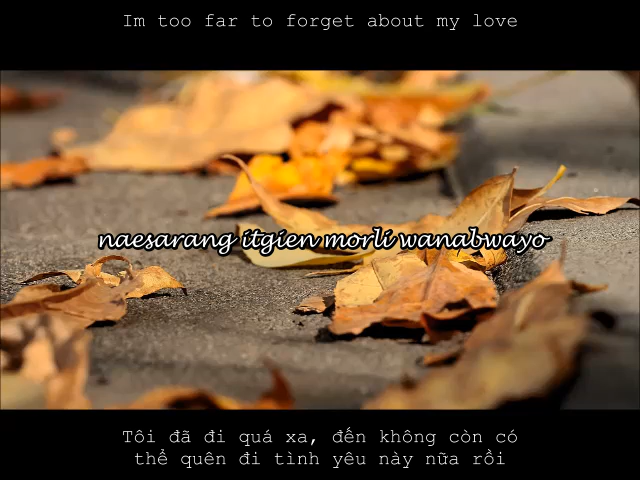 Im too far to forget about my love
naesarang itgien morli wanabwayo
Tôi đã đi quá xa, đến không còn có
thể quên đi tình yêu này nữa rồi